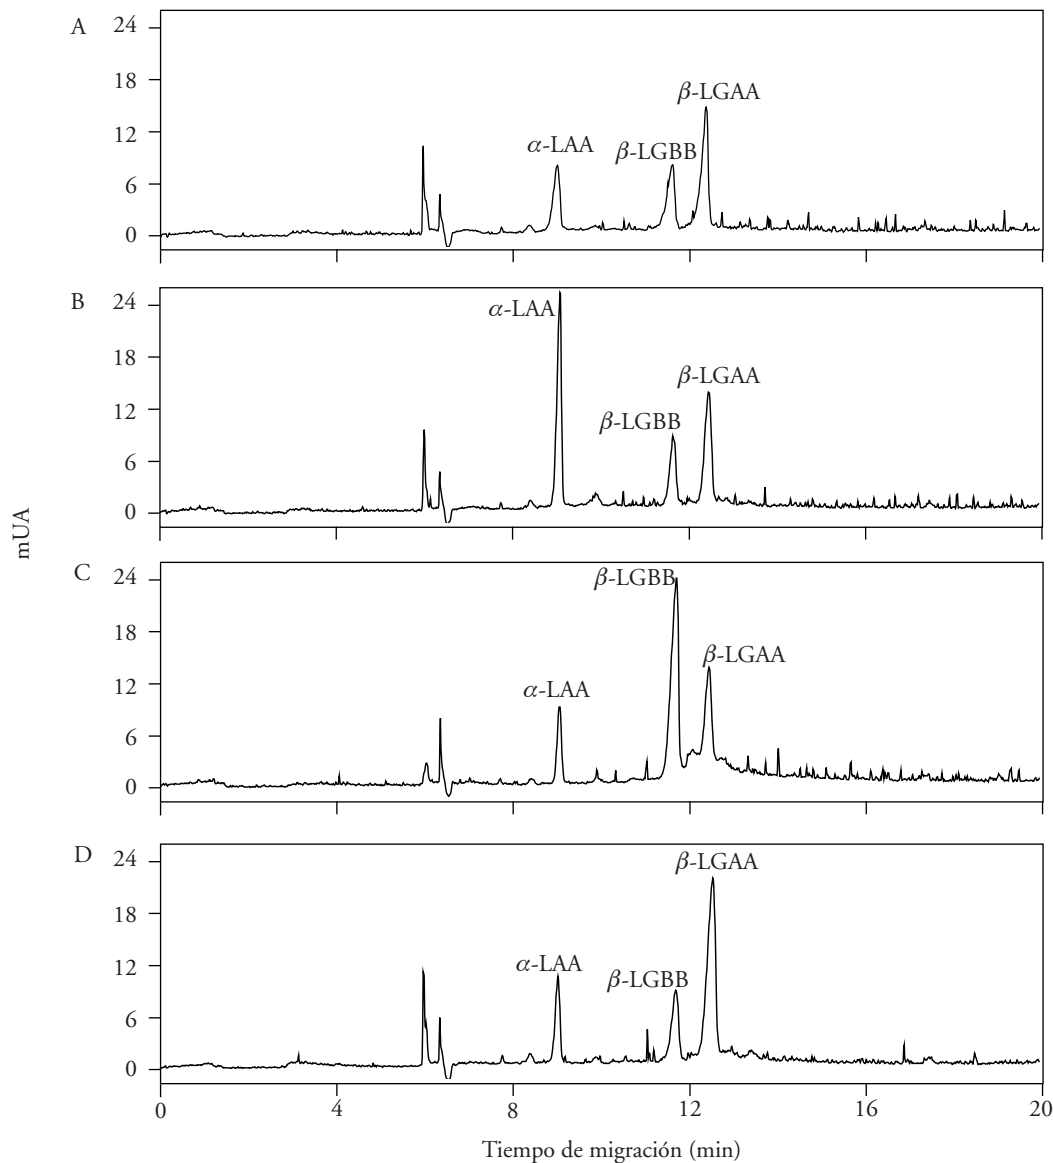 A
24
18
12
6
0
α-LAA
β-LGBB
β-LGAA
B
24
18
12
6
0
α-LAA
β-LGBB
β-LGAA
mUA
C
24
18
12
6
0
α-LAA
β-LGBB
β-LGAA
D
24
18
12
6
0
α-LAA
β-LGBB
β-LGAA
0 4 8 12 16 20
Tiempo de migración (min)